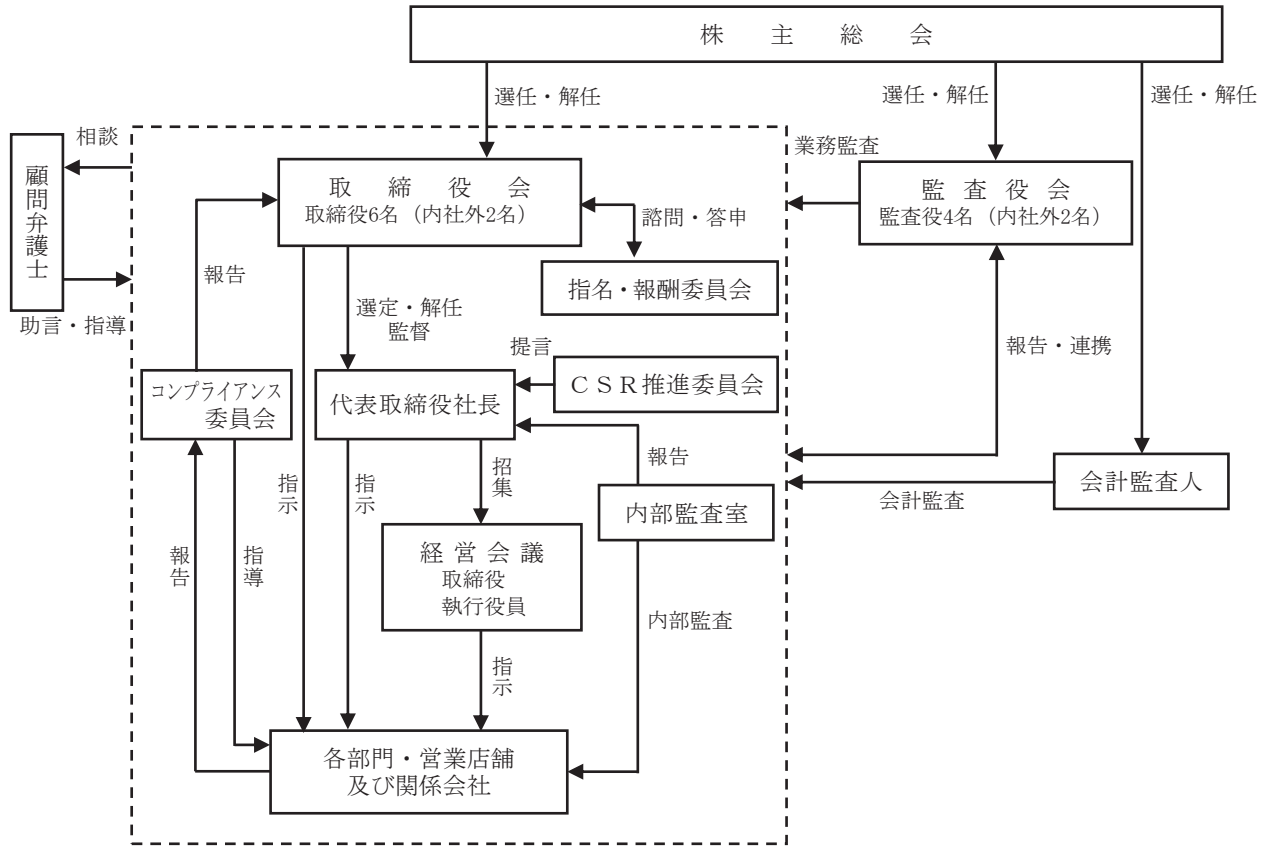 株主総会
選任・解任
選任・解任
選任・解任
相談
顧問弁護士
助言・指導
業務監査
取締役会
取締役6名（内社外2名）
監査役会
監査役4名（内社外2名）
諮問・答申
指名・報酬委員会
報告
選定・解任
監督
提言
報告・連携
コンプライアンス
委員会
代表取締役社長
ＣＳＲ推進委員会
報告
招集
指示
指示
内部監査室
会計監査人
会計監査
経営会議
取締役
執行役員
報告
指導
内部監査
指示
各部門・営業店舗
及び関係会社